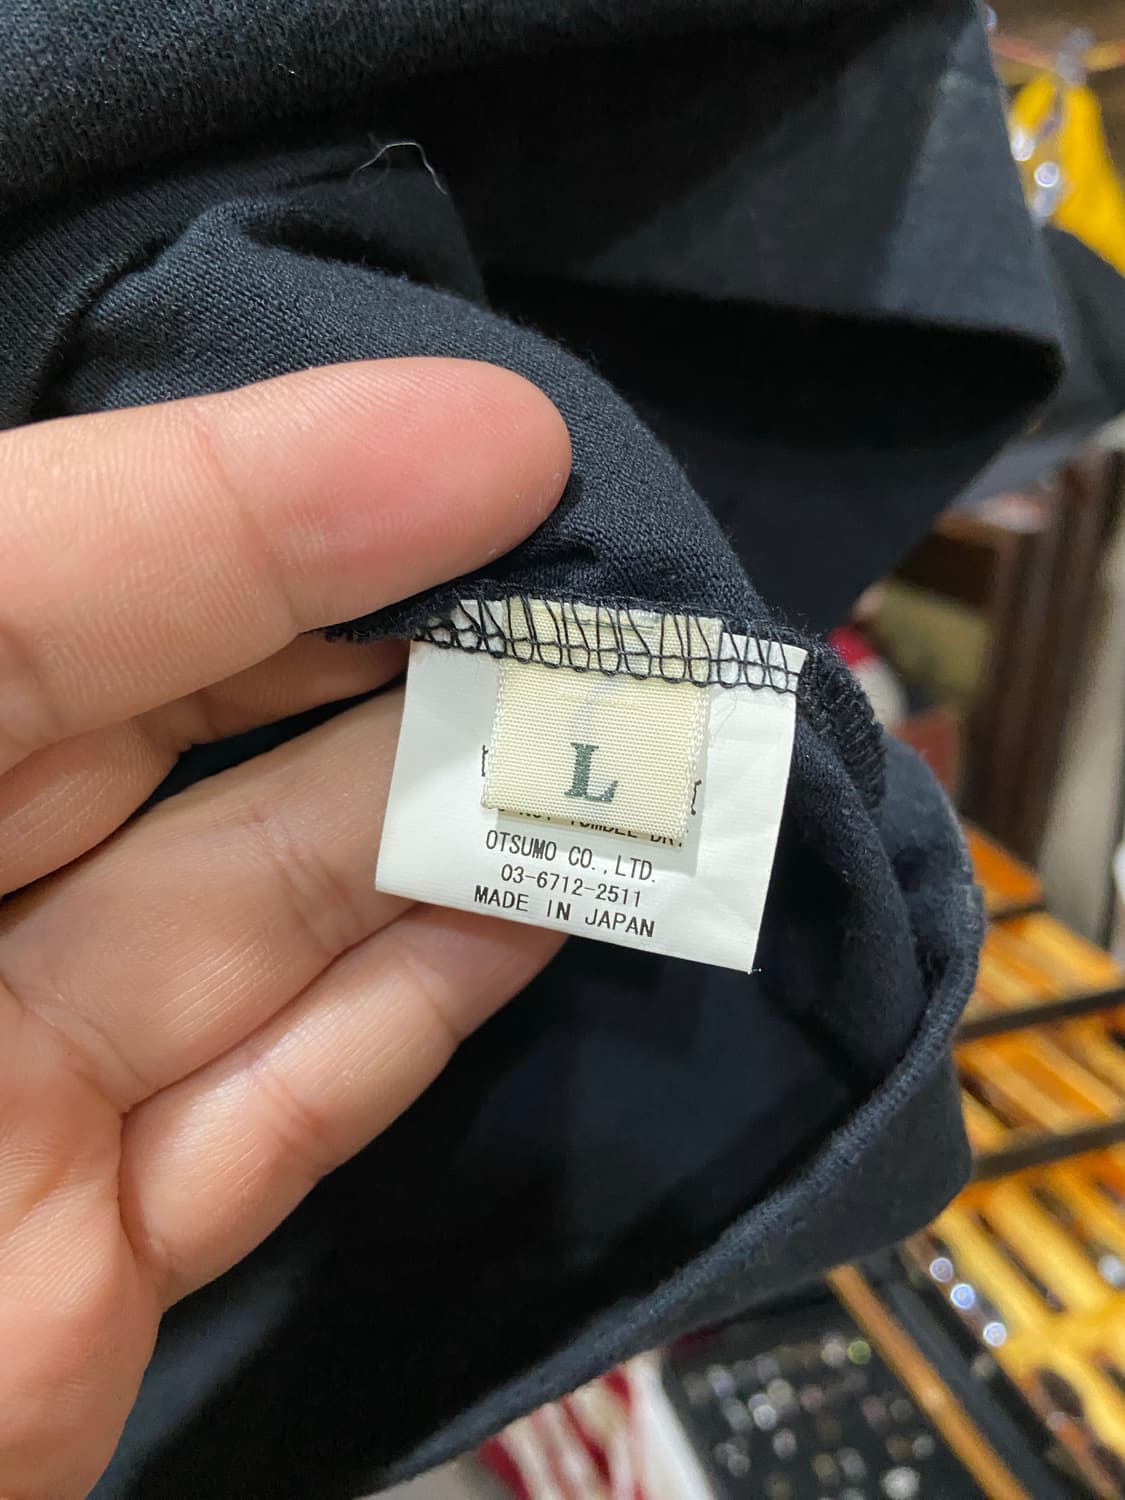 L
OTSUMO CO.,LTD.
03-6712-2511
MADE IN JAPAN